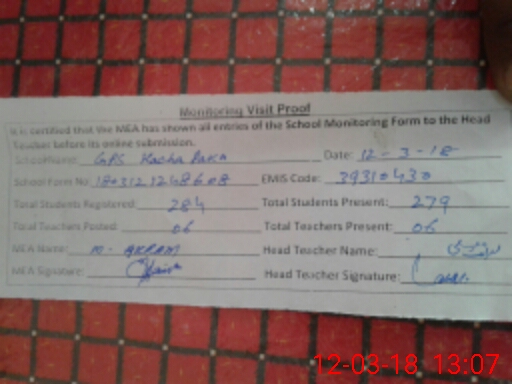 Monitoring Visit Proof
It is certified that the MEA has shown all entries of the School Monitoring Form to the Head
Teacher before its online submission.
School Name: GPS Kacha Paka Date: 12-3-18
School Form No: 1803121248608 EMIS Code: 39310430
Total Students Registered: 284 Total Students Present: 279
Total Teachers Posted: 06 Total Teachers Present: 06
MEA Name: M. AKRAM Head Teacher Name:
MEA Signature: Head Teacher Signature:
12-03-18 13:07